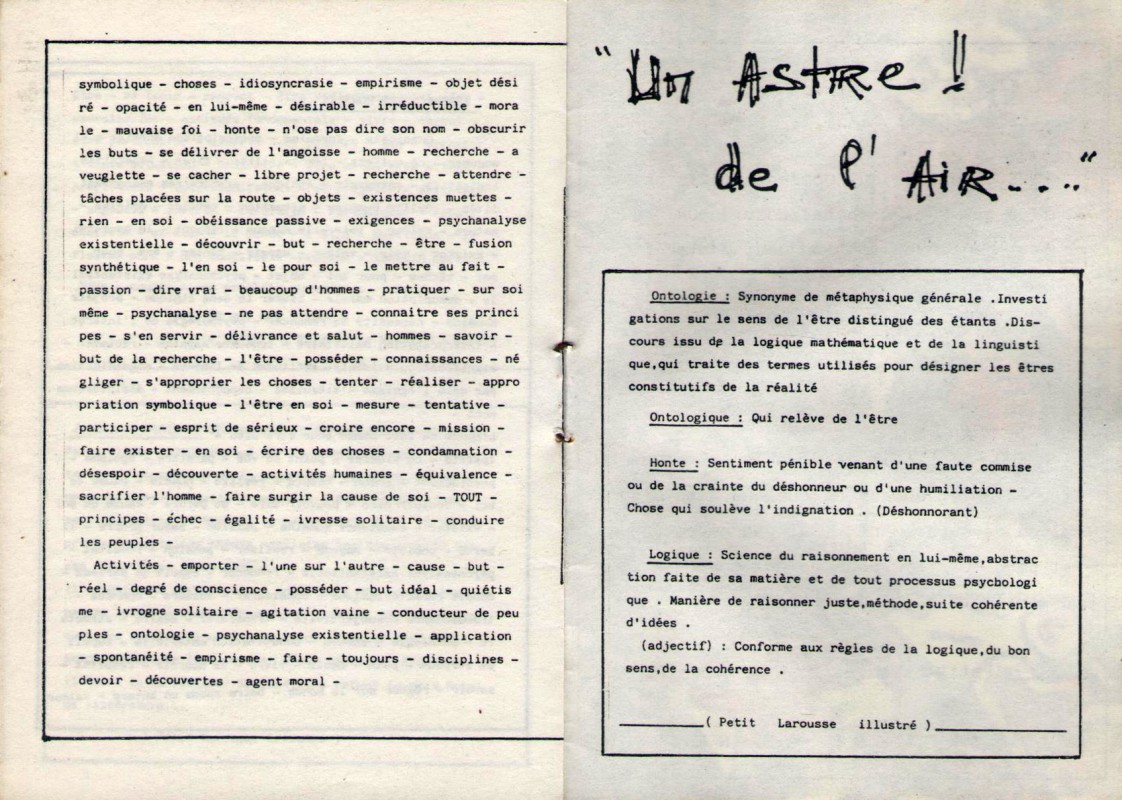 symbolique - choses - idiosyncrasie - empirisme - objet dési
ré - opacité - en lui-même - désirable - irréductible - mora
le - mauvaise foi - honte - n'ose pas dire son nom - obscurir
les buts - se délivrer de l'angoisse - homme - recherche - a
veuglette - se cacher - libre projet - recherche - attendre -
tâches placées sur la route - objets - existences muettes -
rien - en soi - obéissance passive - exigences - psychanalyse
existentielle - découvrir - but - recherche - être - fusion
synthétique - l'en soi - le pour soi - le mettre au fait -
passion - dire vrai - beaucoup d'hommes - pratiquer - sur soi
même - psychanalyse - ne pas attendre - connaitre ses princi
pes - s'en servir - délivrance et salut - hommes - savoir -
but de la recherche - l'être - posséder - connaissances - né
gliger - s'approprier les choses - tenter - réaliser - appro
priation symbolique - l'être en soi - mesure - tentative -
participer - esprit de sérieux - croire encore - mission -
faire exister - en soi - écrire des choses - condamnation -
désespoir - découverte - activités humaines - équivalence -
sacrifier l'homme - faire surgir la cause de soi - TOUT -
principes - échec - égalité - ivresse solitaire - conduire
les peuples -
Activités - emporter - l'une sur l'autre - cause - but -
réel - degré de conscience - posséder - but idéal - quiétis
me - ivrogne solitaire - agitation vaine - conducteur de peu
ples - ontologie - psychanalyse existentielle - application
- spontanéité - empirisme - faire - toujours - disciplines -
devoir - découvertes - agent moral -
"Un Astre !!
de l'Air...."
Ontologie : Synonyme de métaphysique générale .Investi
gations sur le sens de l'être distingué des étants .Dis-
cours issu de la logique mathématique et de la linguisti
que,qui traite des termes utilisés pour désigner les êtres
constitutifs de la réalité
Ontologique : Qui relève de l'être
Honte : Sentiment pénible venant d'une faute commise
ou de la crainte du déshonneur ou d'une humiliation -
Chose qui soulève l'indignation . (Déshonnorant)
Logique : Science du raisonnement en lui-même,abstrac
tion faite de sa matière et de tout processus psycbologi
que . Manière de raisonner juste,méthode,suite cohérente
d'idées .
(adjectif) : Conforme aux règles de la logique,du bon
sens,de la cohérence .
( Petit Larousse illustré )